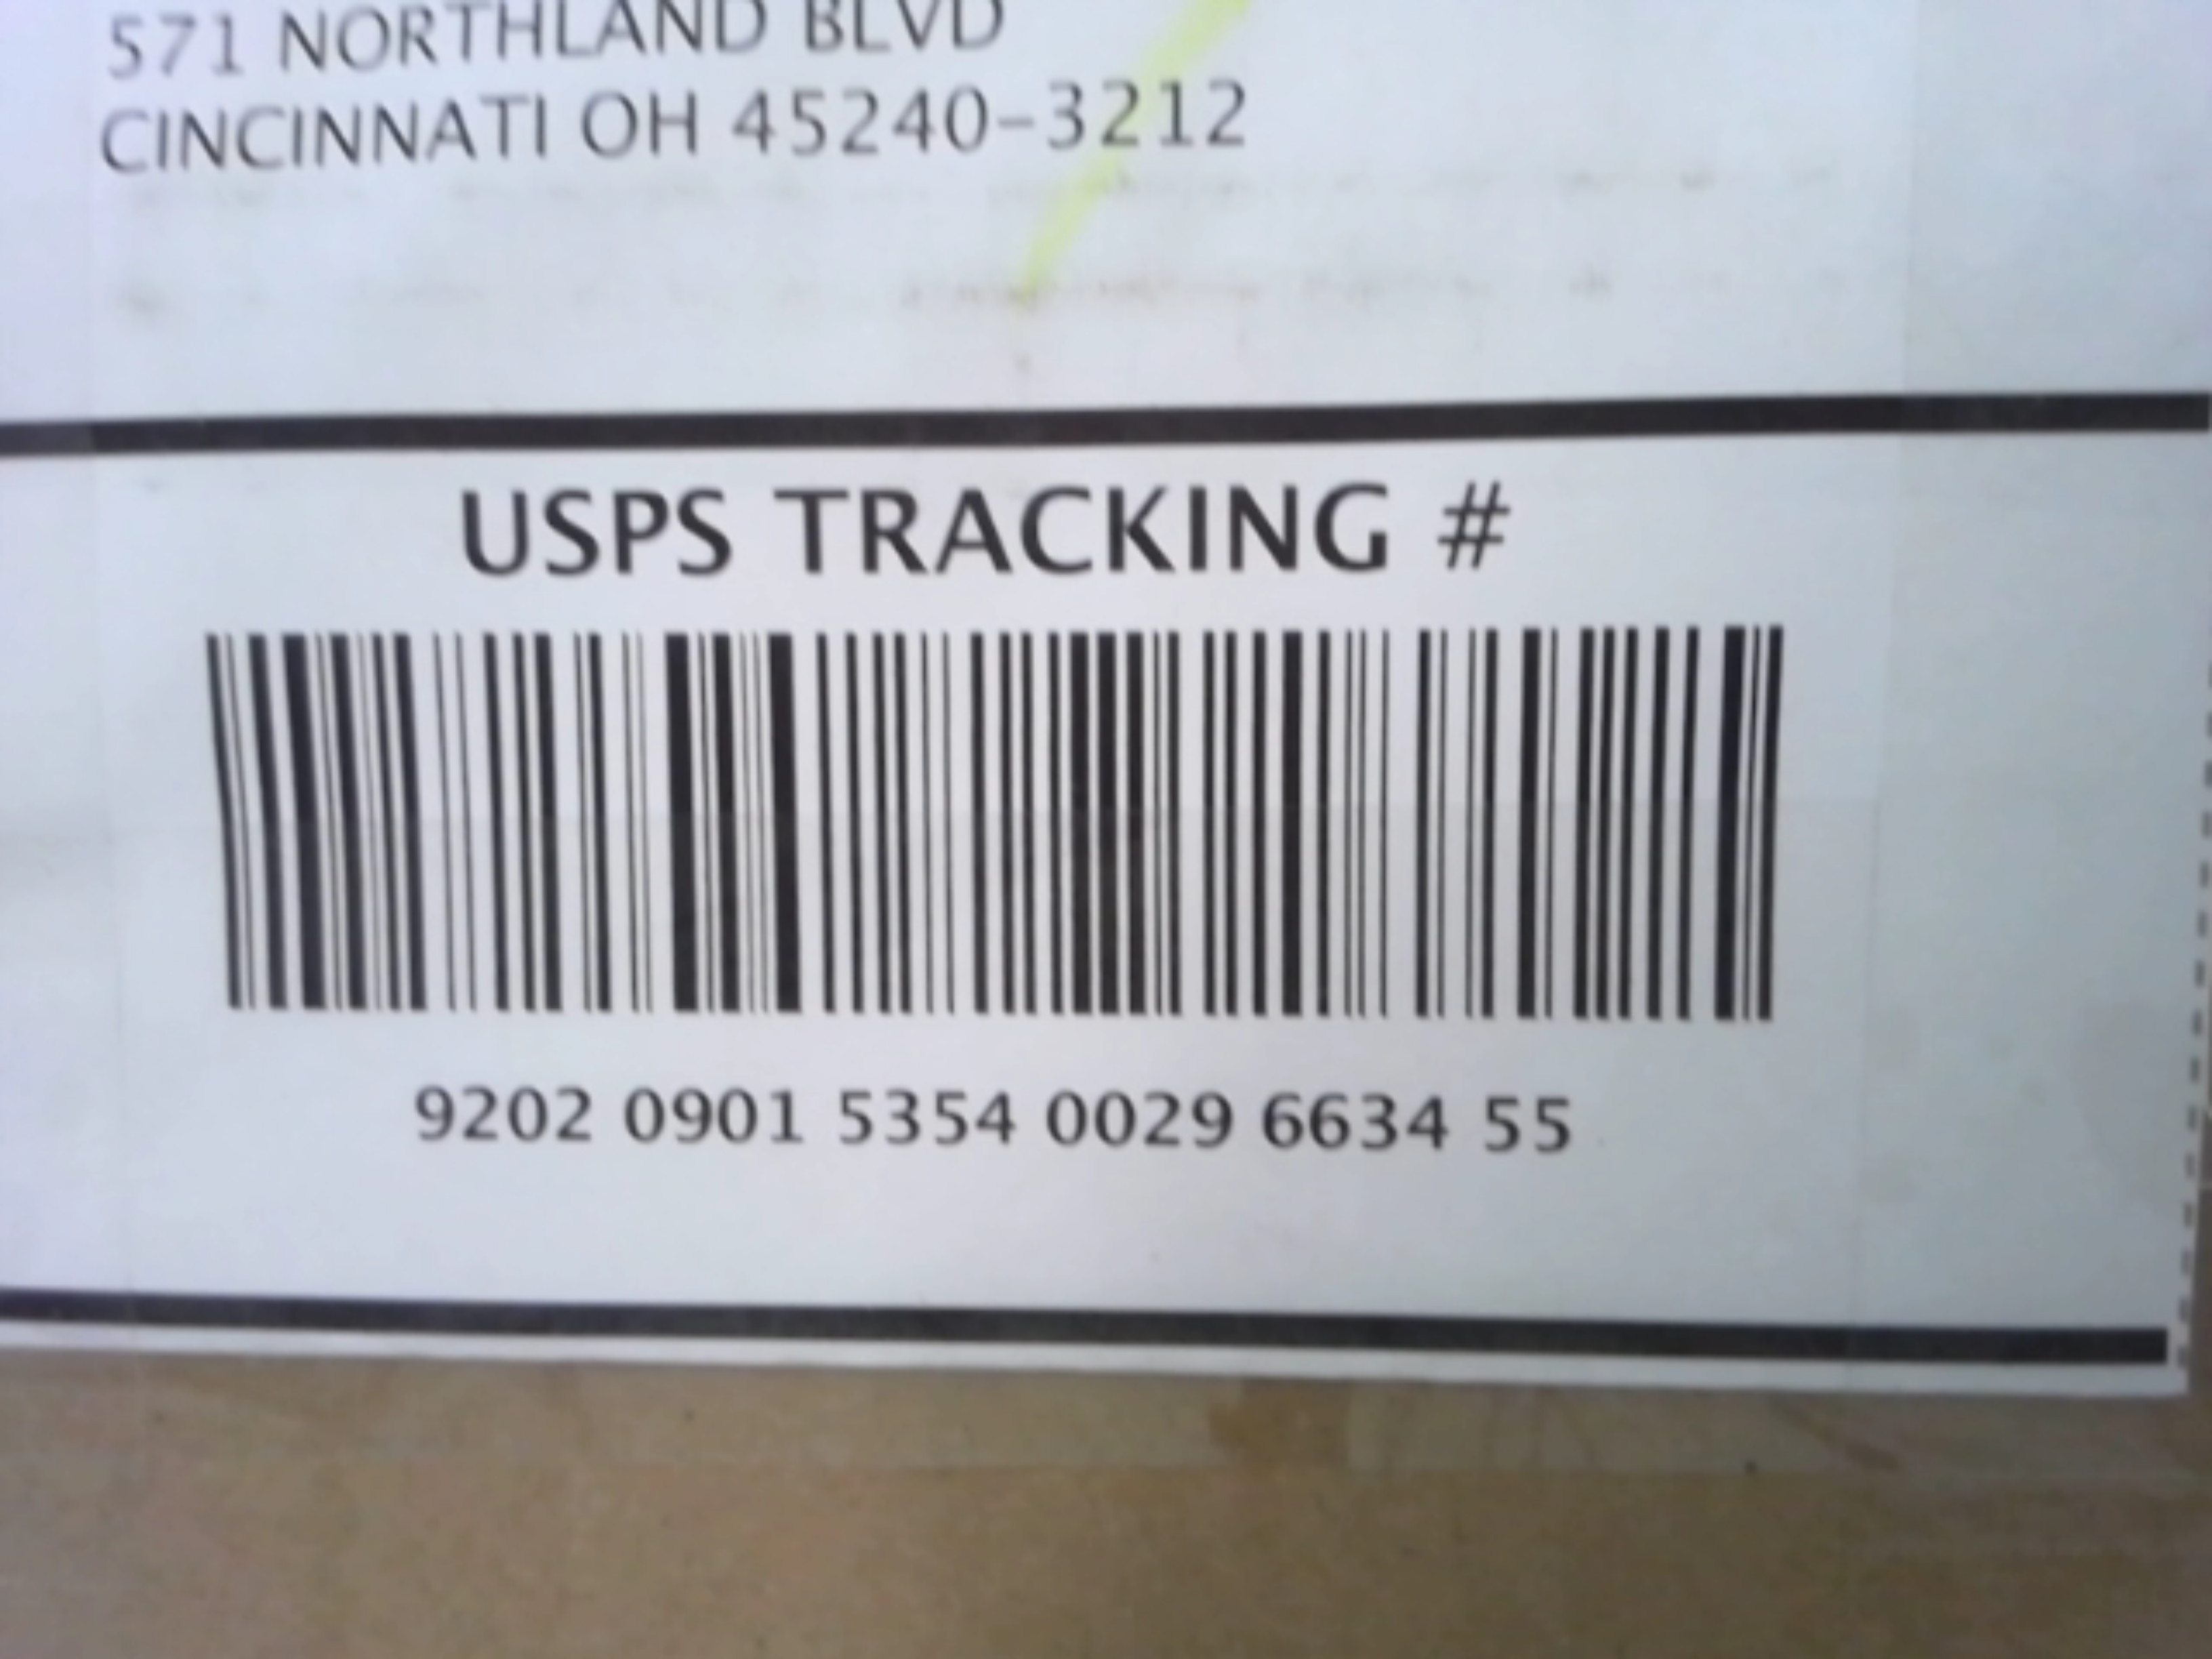 571 NORTHLAND BLVD
CINCINNATI OH 45240-3212
USPS TRACKING #
9202 0901 5354 0029 6634 55